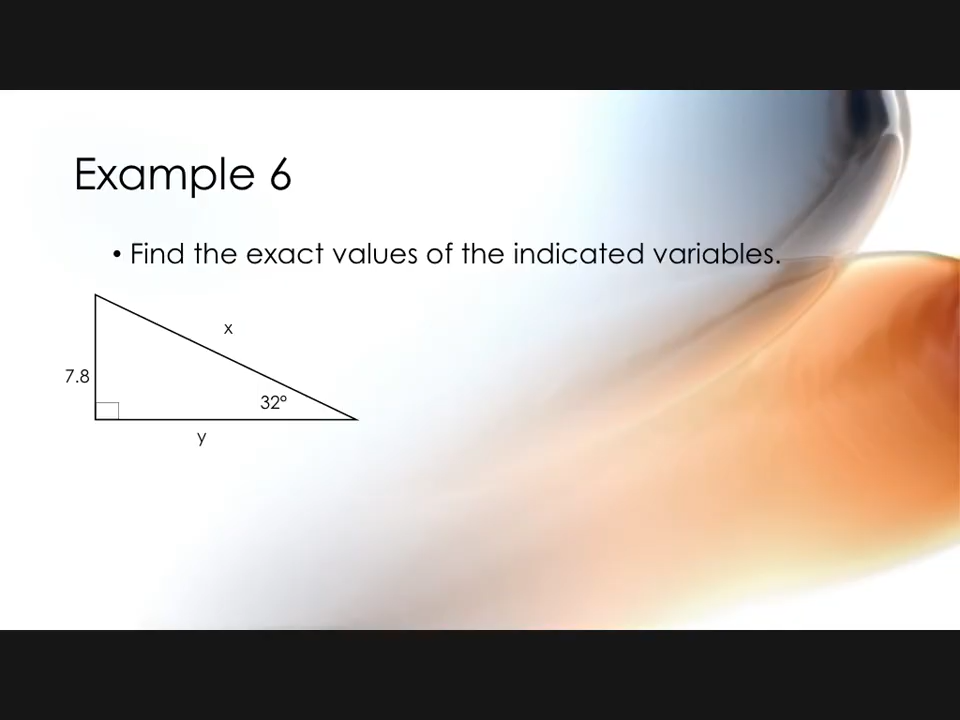 Example 6
• Find the exact values of the indicated variables.
x
7.8
32°
y